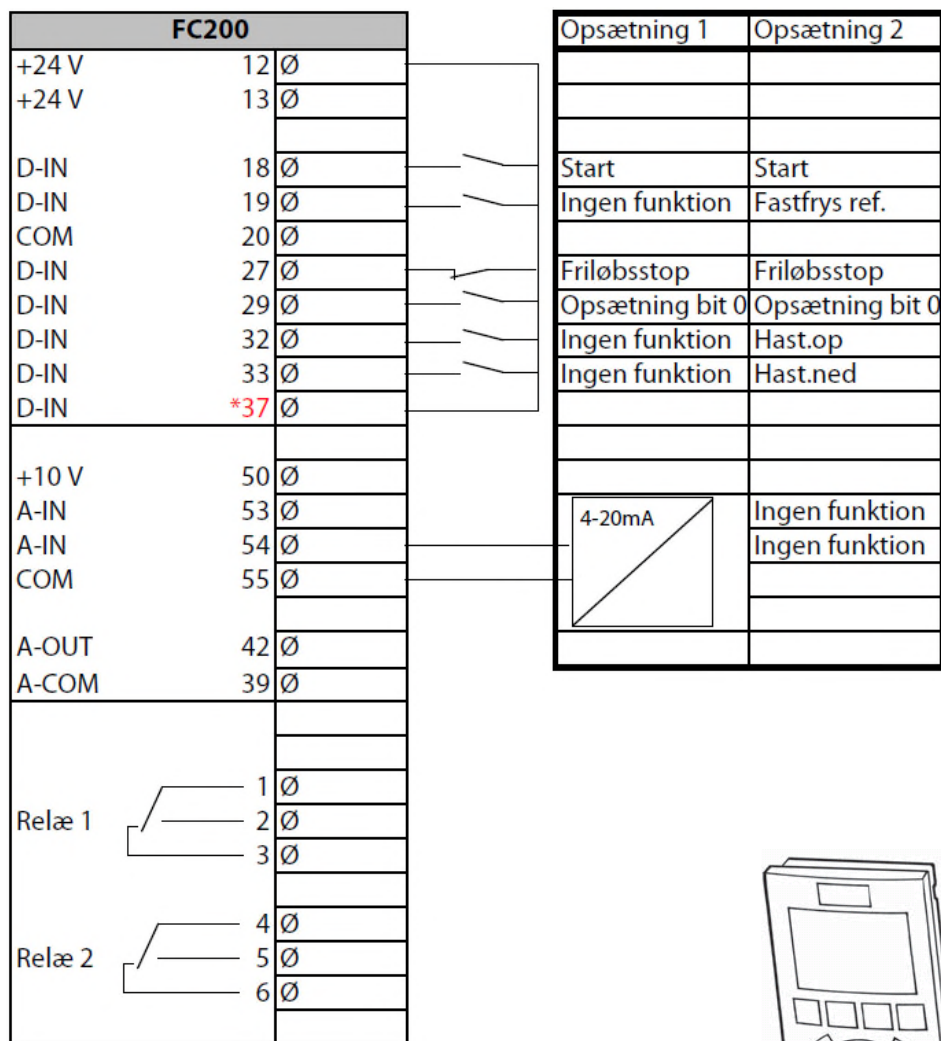 FC200 Opsætning 1 Opsætning 2
+24 V 12 Ø
+24 V 13 Ø
D-IN 18 Ø Start Start
D-IN 19 Ø Ingen funktion Fastfrys ref.
COM 20 Ø
D-IN 27 Ø Friløbsstop Friløbsstop
D-IN 29 Ø Opsætning bit 0 Opsætning bit 0
D-IN 32 Ø Ingen funktion Hast.op
D-IN 33 Ø Ingen funktion Hast.ned
D-IN *37 Ø
+10 V 50 Ø
A-IN 53 Ø 4-20mA Ingen funktion
A-IN 54 Ø Ingen funktion
COM 55 Ø
A-OUT 42 Ø
A-COM 39 Ø
1 Ø
Relæ 1 2 Ø
3 Ø
4 Ø
Relæ 2 5 Ø
6 Ø